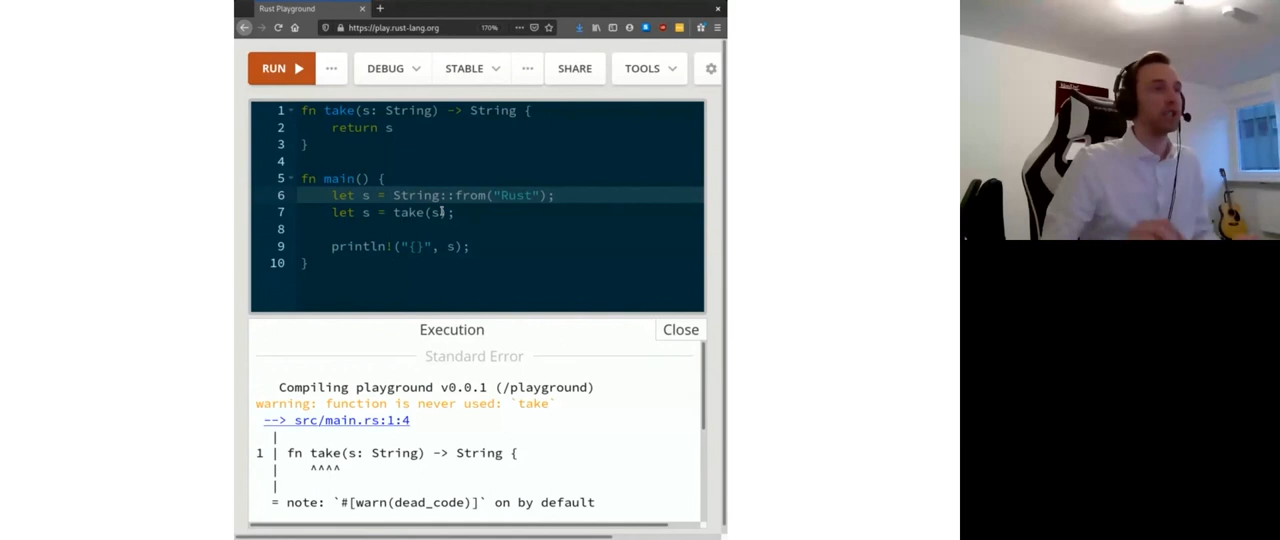 Rust Playground
https://play.rust-lang.org
170%
RUN
DEBUG
STABLE
SHARE
TOOLS
1 fn take(s: String) -> String {
2 return s
3 }
4
5 fn main() {
6 let s = String::from("Rust");
7 let s = take(s);
8
9 println!("{}", s);
10 }
Execution
Close
Standard Error
Compiling playground v0.0.1 (/playground)
warning: function is never used: `take`
--> src/main.rs:1:4
|
1 | fn take(s: String) -> String {
| ^^^^
|
= note: `#[warn(dead_code)]` on by default